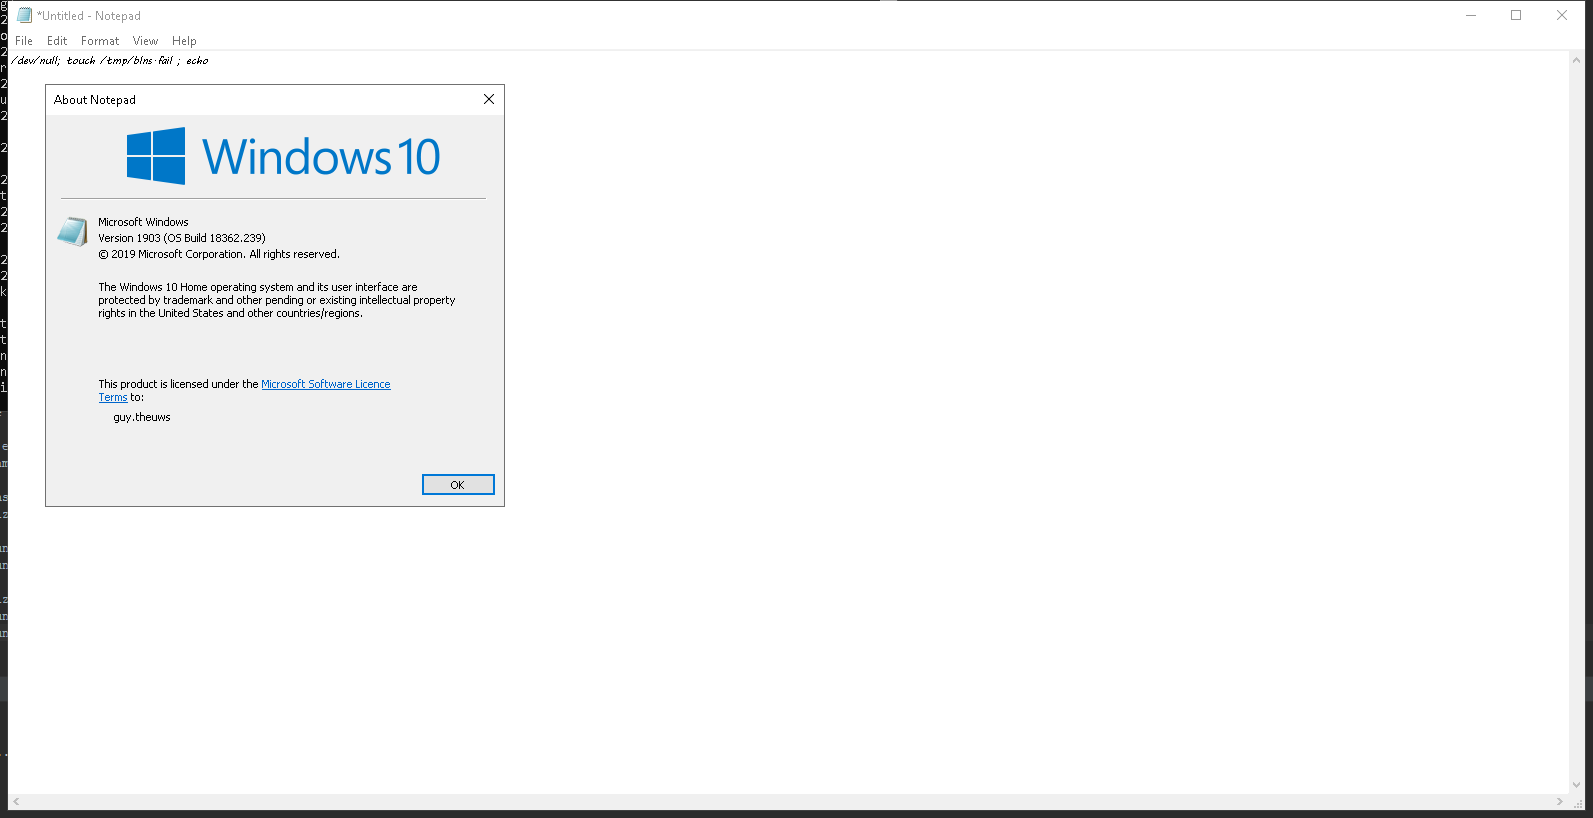 *Untitled - Notepad
File Edit Format View Help
/dev/null; touch /tmp/blns.fail ; echo
About Notepad
Windows 10
Microsoft Windows
Version 1903 (OS Build 18362.239)
© 2019 Microsoft Corporation. All rights reserved.
The Windows 10 Home operating system and its user interface are
protected by trademark and other pending or existing intellectual property
rights in the United States and other countries/regions.
This product is licensed under the Microsoft Software Licence
Terms to:
guy.theuws
OK